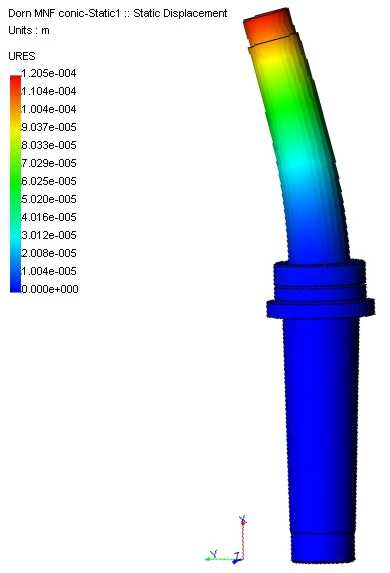 Dorn MNF conic-Static1 :: Static Displacement
Units : m
URES
1.205e-004
1.104e-004
1.004e-004
9.037e-005
8.033e-005
7.029e-005
6.025e-005
5.020e-005
4.016e-005
3.012e-005
2.008e-005
1.004e-005
0.000e+000
X
Y
Z